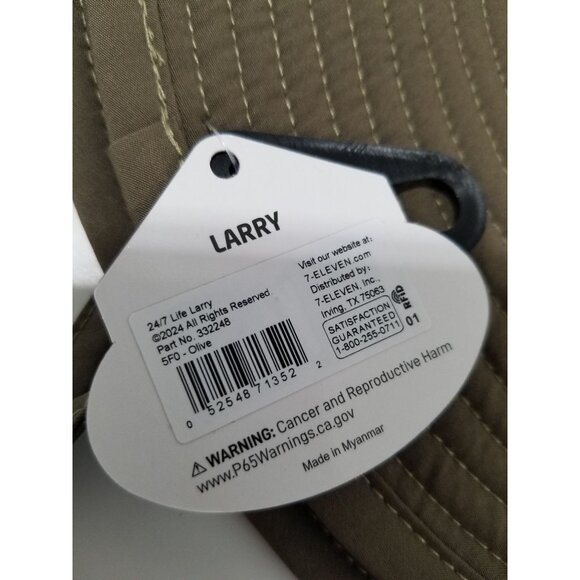 LARRY
24/7 Life Larry
©2024 All Rights Reserved
Part No. 332248
5F0 - Olive
0 52548 71352 2
Visit our website at:
7-ELEVEN.com
Distributed by:
7-ELEVEN, Inc.,
Irving, TX 75063
SATISFACTION
GUARANTEED
1-800-255-0711
RFID
01
⚠WARNING: Cancer and Reproductive Harm
www.P65Warnings.ca.gov
Made in Myanmar